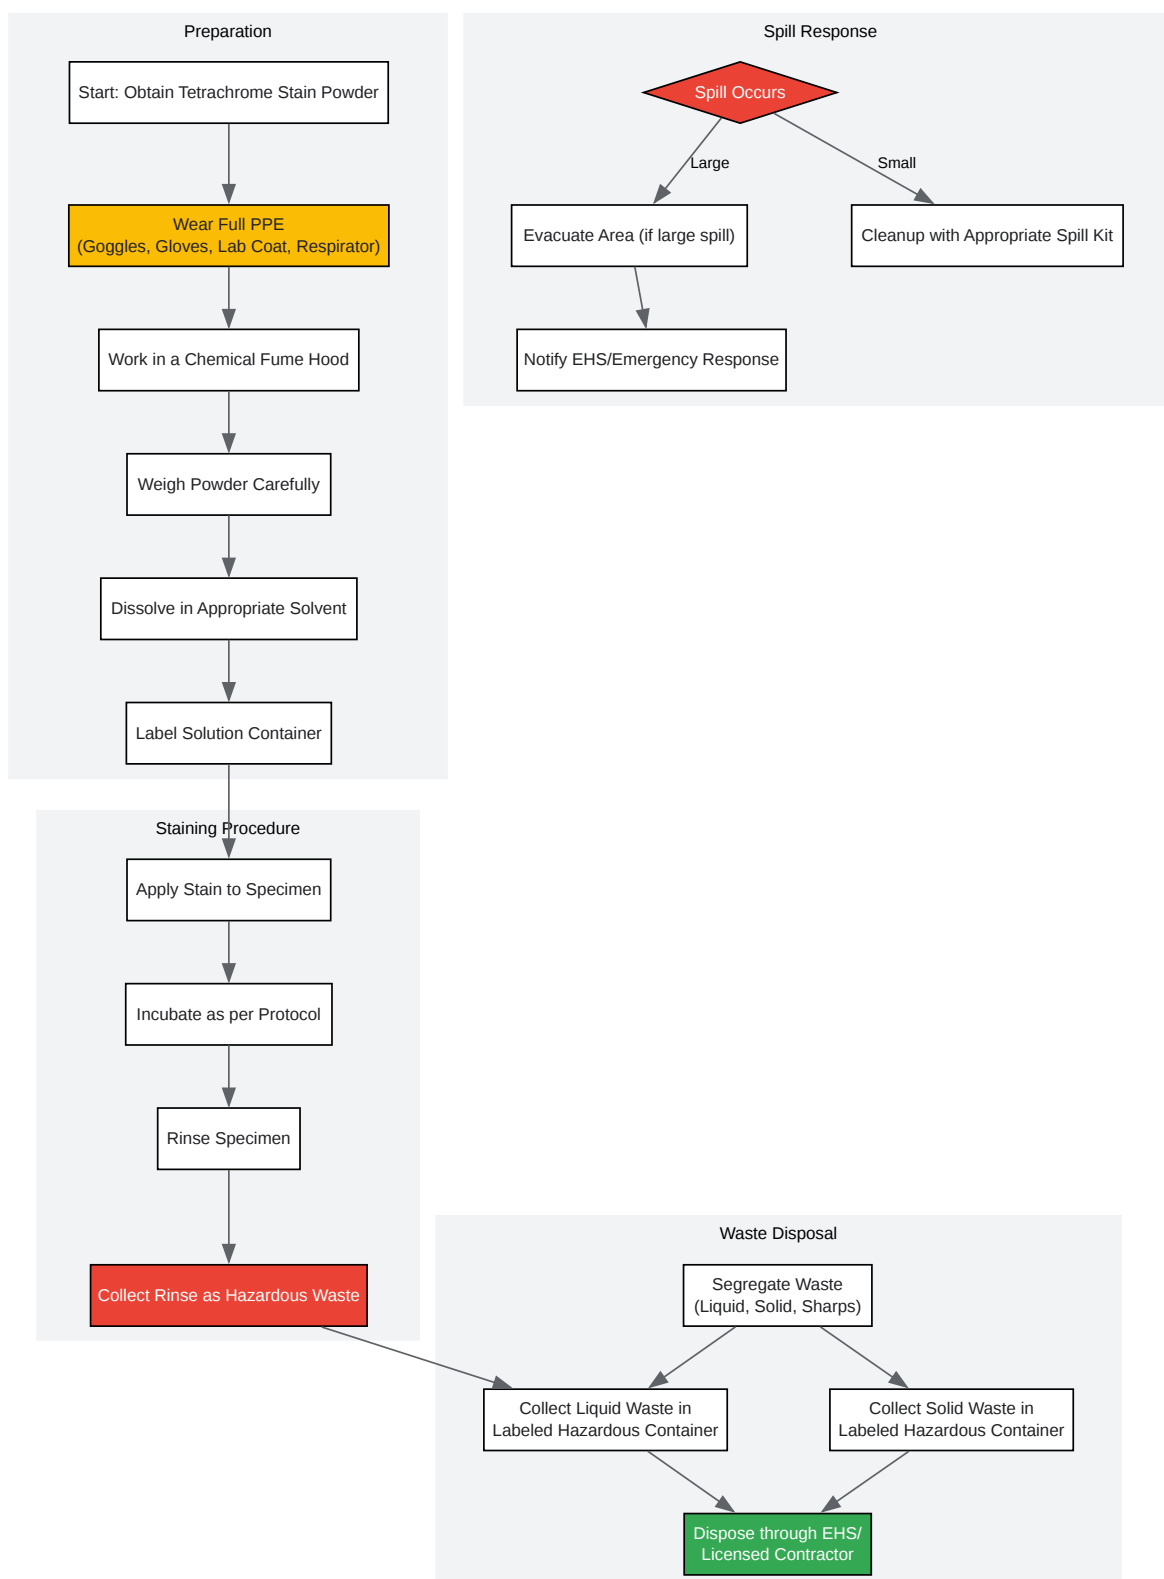 Preparation
Start: Obtain Tetrachrome Stain Powder
Wear Full PPE
(Goggles, Gloves, Lab Coat, Respirator)
Work in a Chemical Fume Hood
Weigh Powder Carefully
Dissolve in Appropriate Solvent
Label Solution Container
Spill Response
Spill Occurs
Large
Small
Evacuate Area (if large spill)
Cleanup with Appropriate Spill Kit
Notify EHS/Emergency Response
Staining Procedure
Apply Stain to Specimen
Incubate as per Protocol
Rinse Specimen
Collect Rinse as Hazardous Waste
Waste Disposal
Segregate Waste
(Liquid, Solid, Sharps)
Collect Liquid Waste in
Labeled Hazardous Container
Collect Solid Waste in
Labeled Hazardous Container
Dispose through EHS/
Licensed Contractor